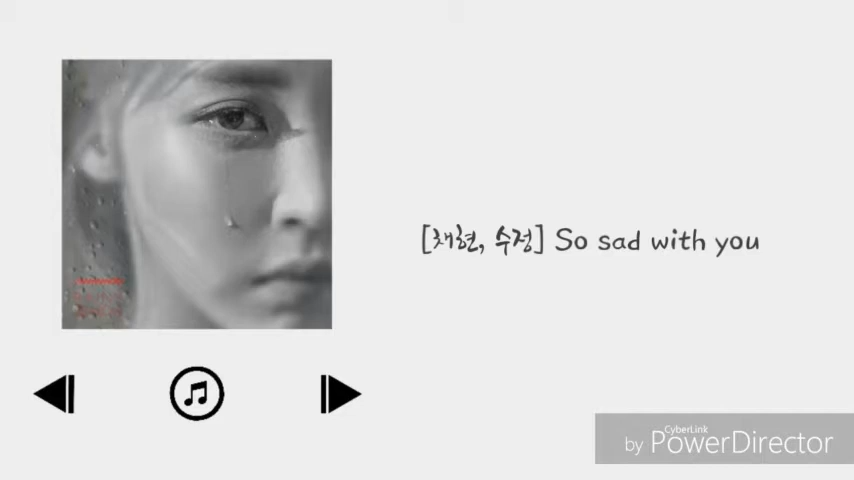 [채현, 수정] So sad with you
CyberLink
by PowerDirector